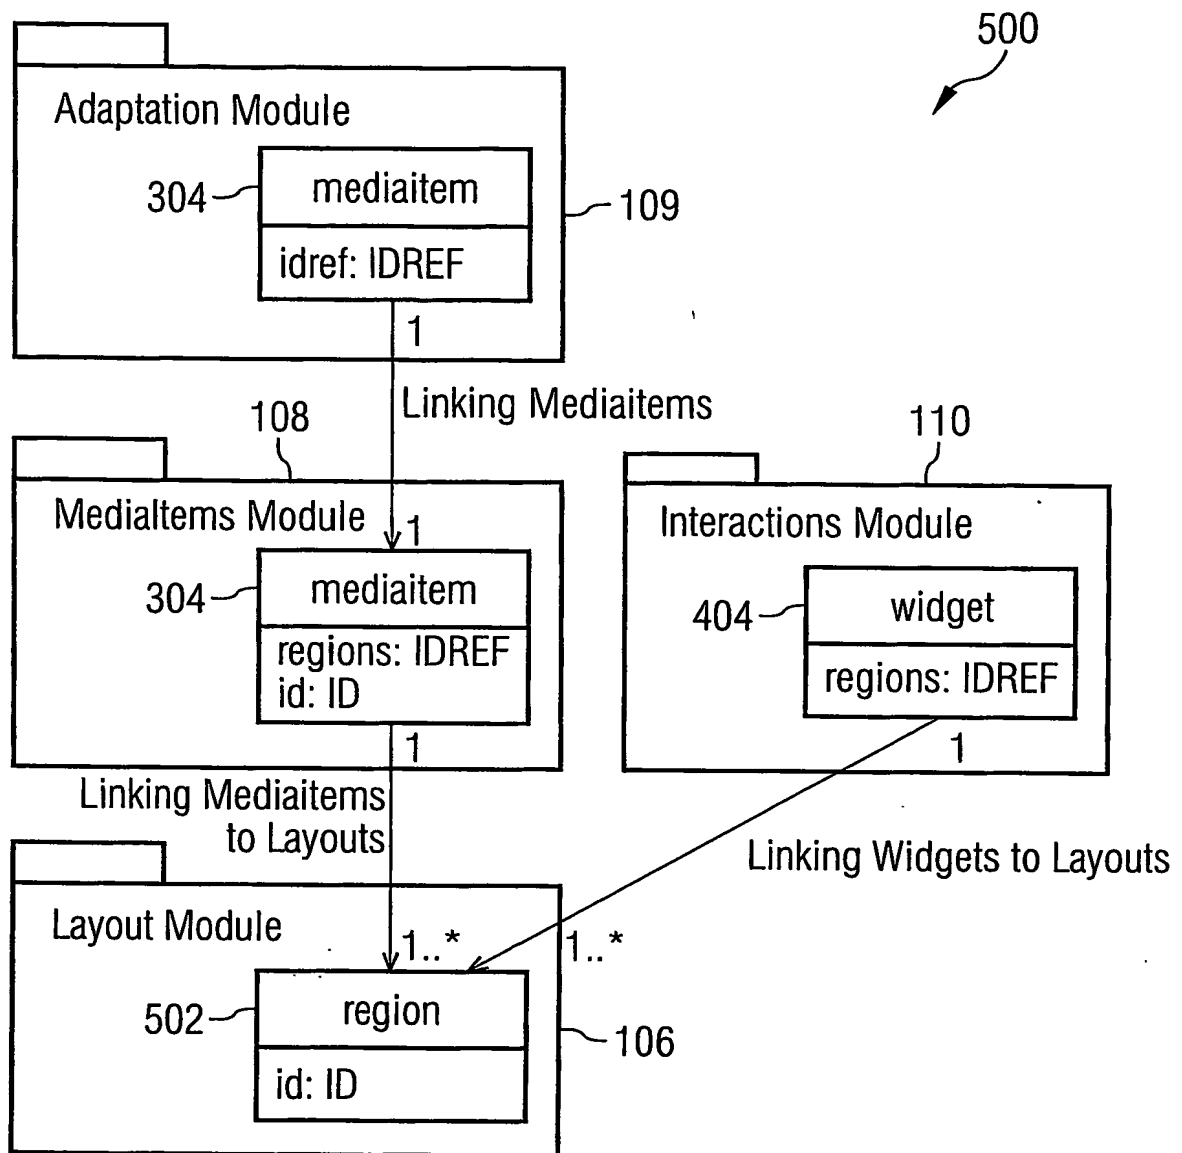 500
Adaptation Module
304
mediaitem
109
idref: IDREF
1
Linking Mediaitems
108
110
MediaItems Module
1
Interactions Module
304
mediaitem
404
widget
regions: IDREF
id: ID
regions: IDREF
1
1
Linking Mediaitems
to Layouts
Linking Widgets to Layouts
Layout Module
1..*
1..*
502
region
106
id: ID